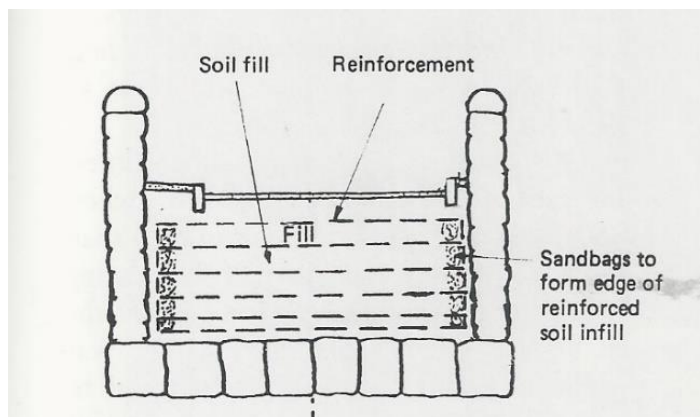 Soil fill
Reinforcement
Fill
Sandbags to
form edge of
reinforced
soil infill